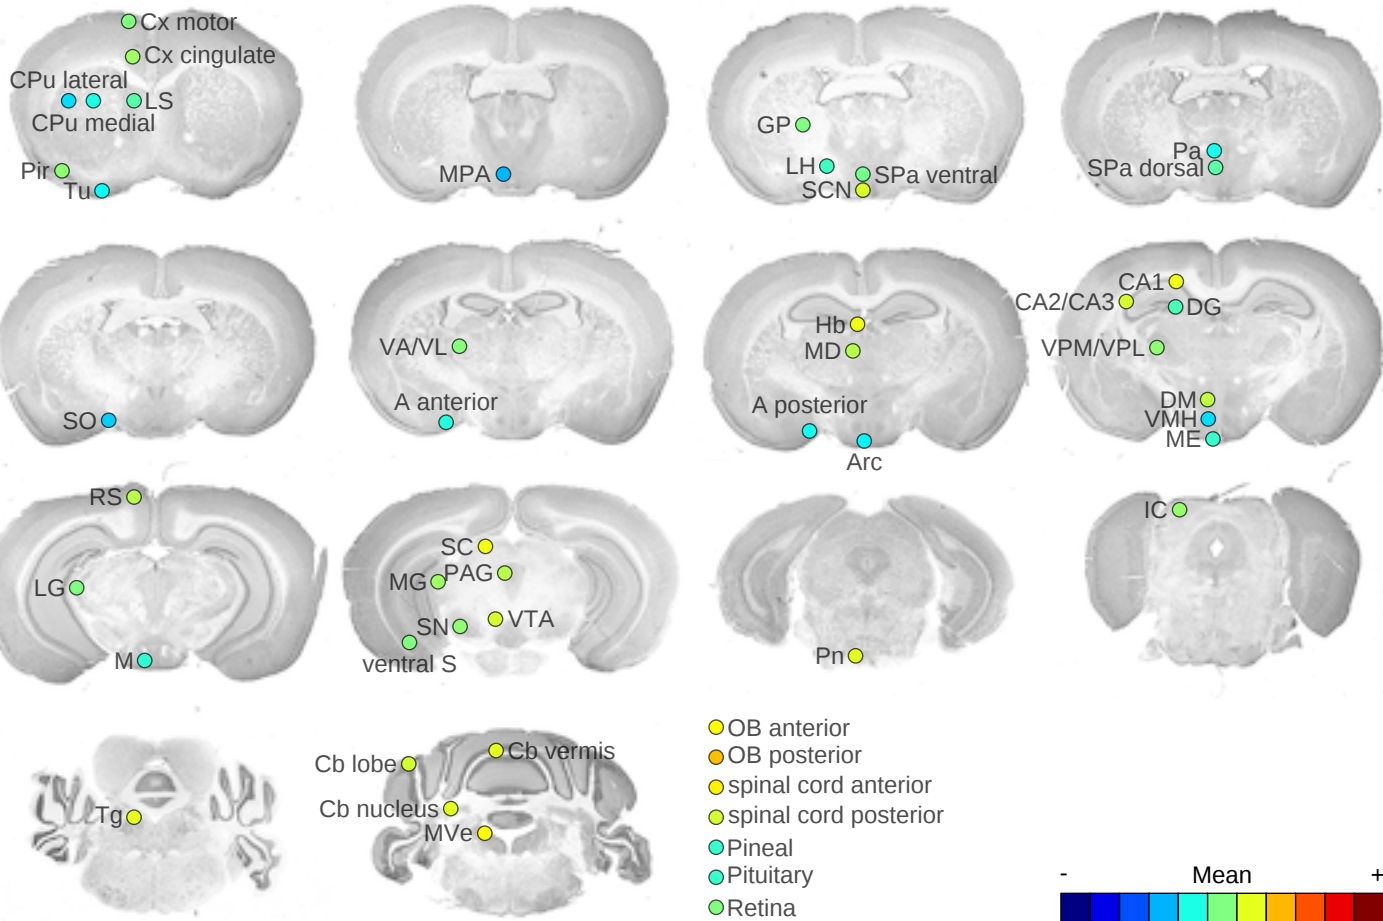 Cx motor
Cx cingulate
CPu lateral
LS
CPu medial
Pir
Tu
MPA
GP
LH
SPa ventral
SCN
Pa
SPa dorsal
SO
VA/VL
A anterior
Hb
MD
A posterior
Arc
CA1
CA2/CA3
DG
VPM/VPL
DM
VMH
ME
RS
LG
M
SC
PAG
MG
VTA
SN
ventral S
Pn
IC
Tg
Cb vermis
Cb lobe
Cb nucleus
MVe
OB anterior
OB posterior
spinal cord anterior
spinal cord posterior
Pineal
Pituitary
Retina
- Mean +